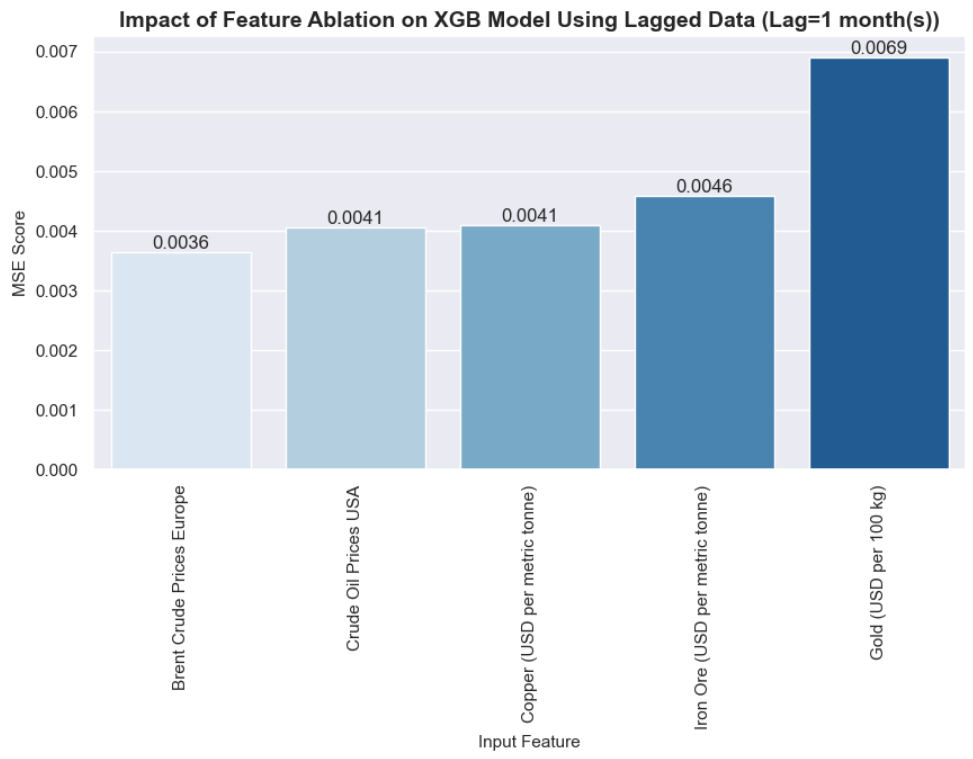 Impact of Feature Ablation on XGB Model Using Lagged Data (Lag=1 month(s))
MSE Score
0.007
0.006
0.005
0.004
0.003
0.002
0.001
0.000
0.0036
0.0041
0.0041
0.0046
0.0069
Brent Crude Prices Europe
Crude Oil Prices USA
Copper (USD per metric tonne)
Iron Ore (USD per metric tonne)
Gold (USD per 100 kg)
Input Feature